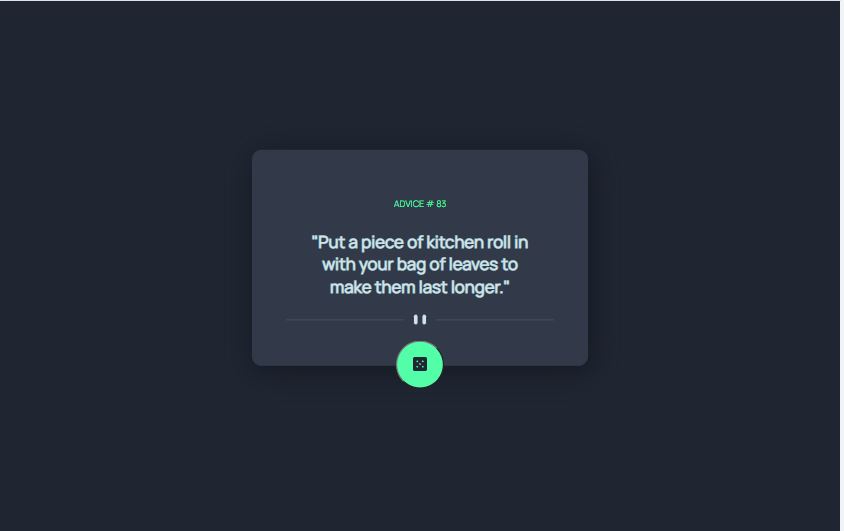 ADVICE # 83
"Put a piece of kitchen roll in
with your bag of leaves to
make them last longer."